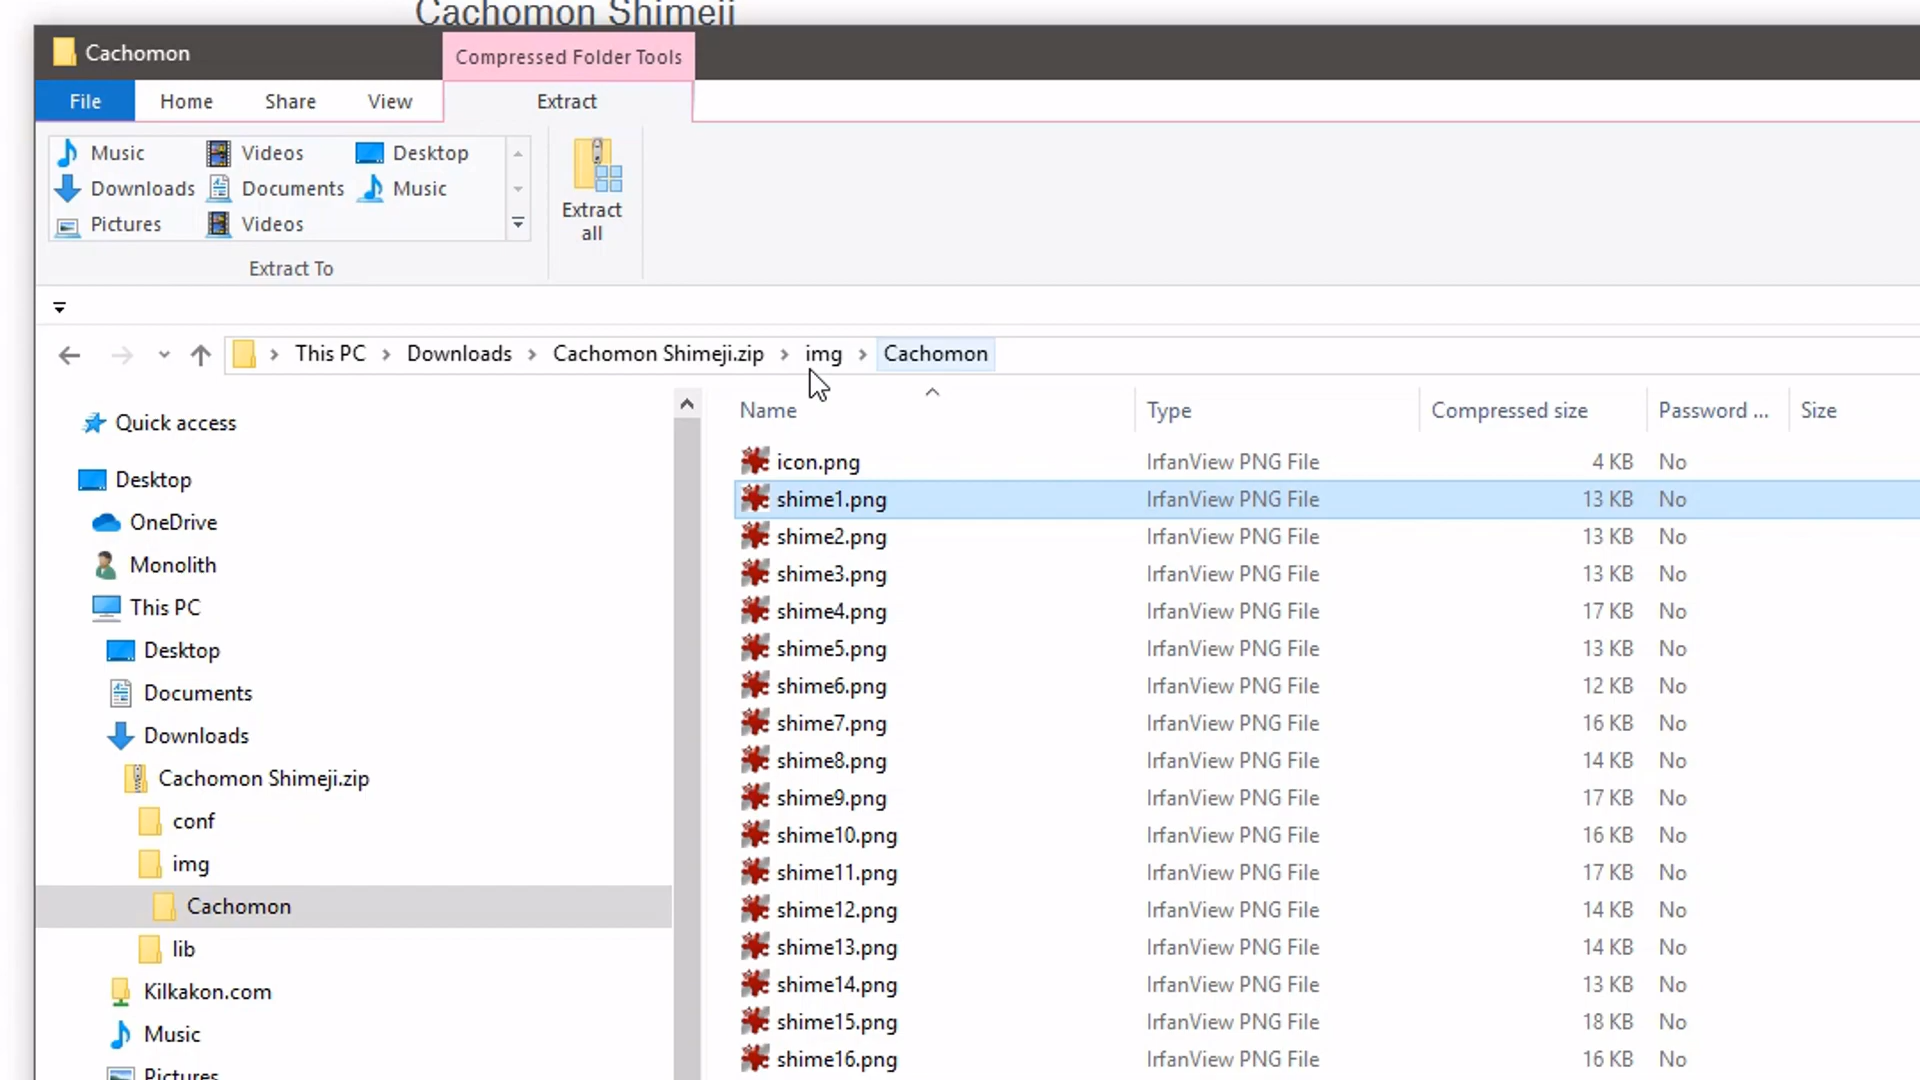 Cachomon Shimeji
Cachomon
Compressed Folder Tools
File Home Share View Extract
Music Videos Desktop
Downloads Documents Music
Pictures Videos
Extract To
Extract
all
This PC Downloads Cachomon Shimeji.zip img Cachomon
Name Type Compressed size Password ... Size
Quick access
Desktop
OneDrive
Monolith
This PC
Desktop
Documents
Downloads
Cachomon Shimeji.zip
conf
img
Cachomon
lib
Kilkakon.com
Music
Pictures
icon.png IrfanView PNG File 4 KB No
shime1.png IrfanView PNG File 13 KB No
shime2.png IrfanView PNG File 13 KB No
shime3.png IrfanView PNG File 13 KB No
shime4.png IrfanView PNG File 17 KB No
shime5.png IrfanView PNG File 13 KB No
shime6.png IrfanView PNG File 12 KB No
shime7.png IrfanView PNG File 16 KB No
shime8.png IrfanView PNG File 14 KB No
shime9.png IrfanView PNG File 17 KB No
shime10.png IrfanView PNG File 16 KB No
shime11.png IrfanView PNG File 17 KB No
shime12.png IrfanView PNG File 14 KB No
shime13.png IrfanView PNG File 14 KB No
shime14.png IrfanView PNG File 13 KB No
shime15.png IrfanView PNG File 18 KB No
shime16.png IrfanView PNG File 16 KB No